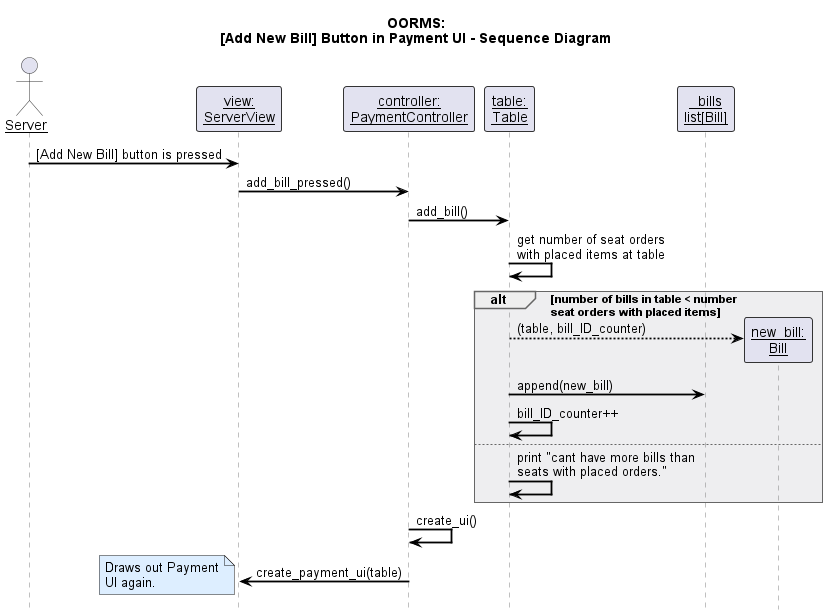 OORMS:
[Add New Bill] Button in Payment UI - Sequence Diagram
Server
view:
ServerView
controller:
PaymentController
table:
Table
_bills
list[Bill]
[Add New Bill] button is pressed
add_bill_pressed()
add_bill()
get number of seat orders
with placed items at table
alt
[number of bills in table < number
seat orders with placed items]
(table, bill_ID_counter)
new_bill:
Bill
append(new_bill)
bill_ID_counter++
print "cant have more bills than
seats with placed orders."
create_ui()
create_payment_ui(table)
Draws out Payment
UI again.